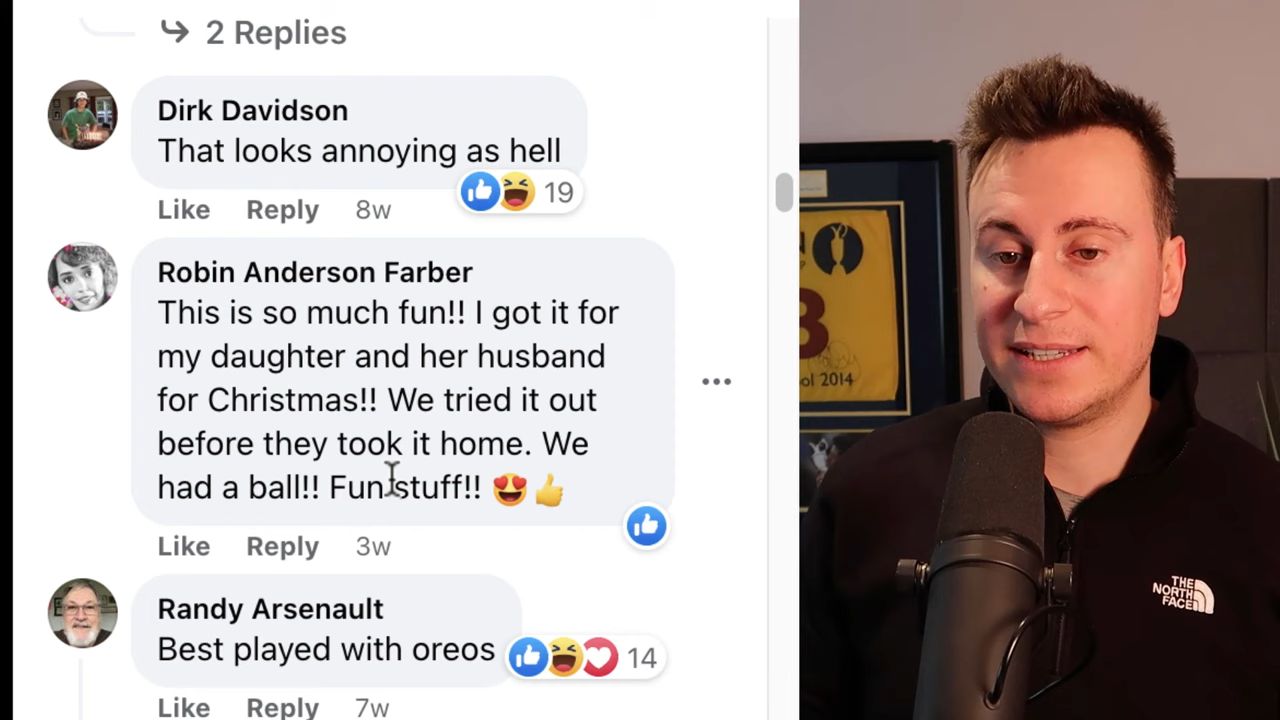 2 Replies
Dirk Davidson
That looks annoying as hell
19
Like Reply 8w
Robin Anderson Farber
This is so much fun!! I got it for
my daughter and her husband
for Christmas!! We tried it out
before they took it home. We
had a ball!! Fun stuff!! 😍👍
Like Reply 3w
Randy Arsenault
Best played with oreos
14
Like Reply 7w
N
8
ol 2014
THE
NORTH
FACE